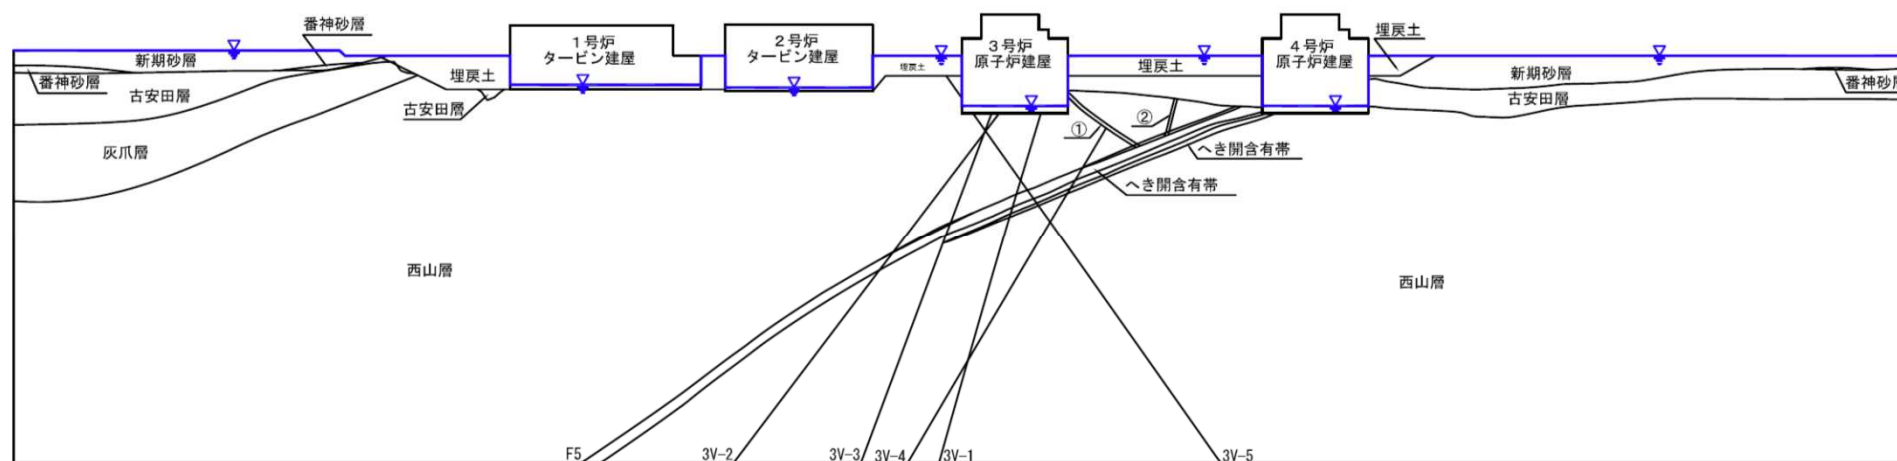 番神砂層
新期砂層
番神砂層
古安田層
灰爪層
埋戻土
古安田層
1号炉
タービン建屋
2号炉
タービン建屋
埋戻土
3号炉
原子炉建屋
埋戻土
4号炉
原子炉建屋
埋戻土
新期砂層
番神砂層
古安田層
①
②
へき開含有帯
へき開含有帯
西山層
西山層
F5
3V-2
3V-3
3V-4
3V-1
3V-5